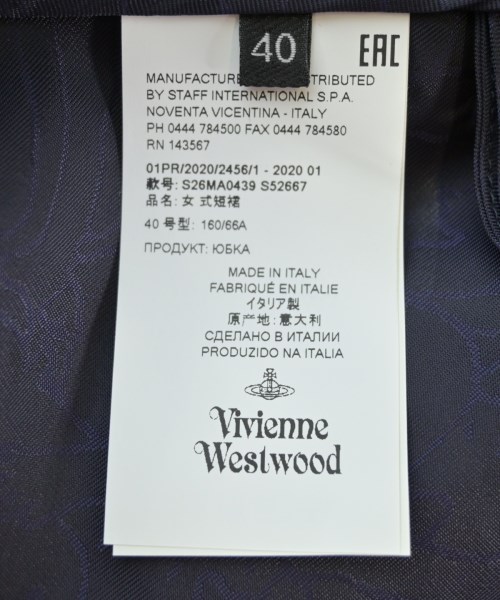 40
EAC
MANUFACTURE STRIBUTED
BY STAFF INTERNATIONAL S.P.A.
NOVENTA VICENTINA - ITALY
PH 0444 784500 FAX 0444 784580
RN 143567
01PR/2020/2456/1 - 2020 01
款号: S26MA0439 S52667
品名: 女 式短裙
40 号型: 160/66A
ПРОДУКТ: ЮБКА
MADE IN ITALY
FABRIQUÉ EN ITALIE
イタリア製
原产地: 意大利
СДЕЛАНО В ИТАЛИИ
PRODUZIDO NA ITALIA
Vivienne
Westwood